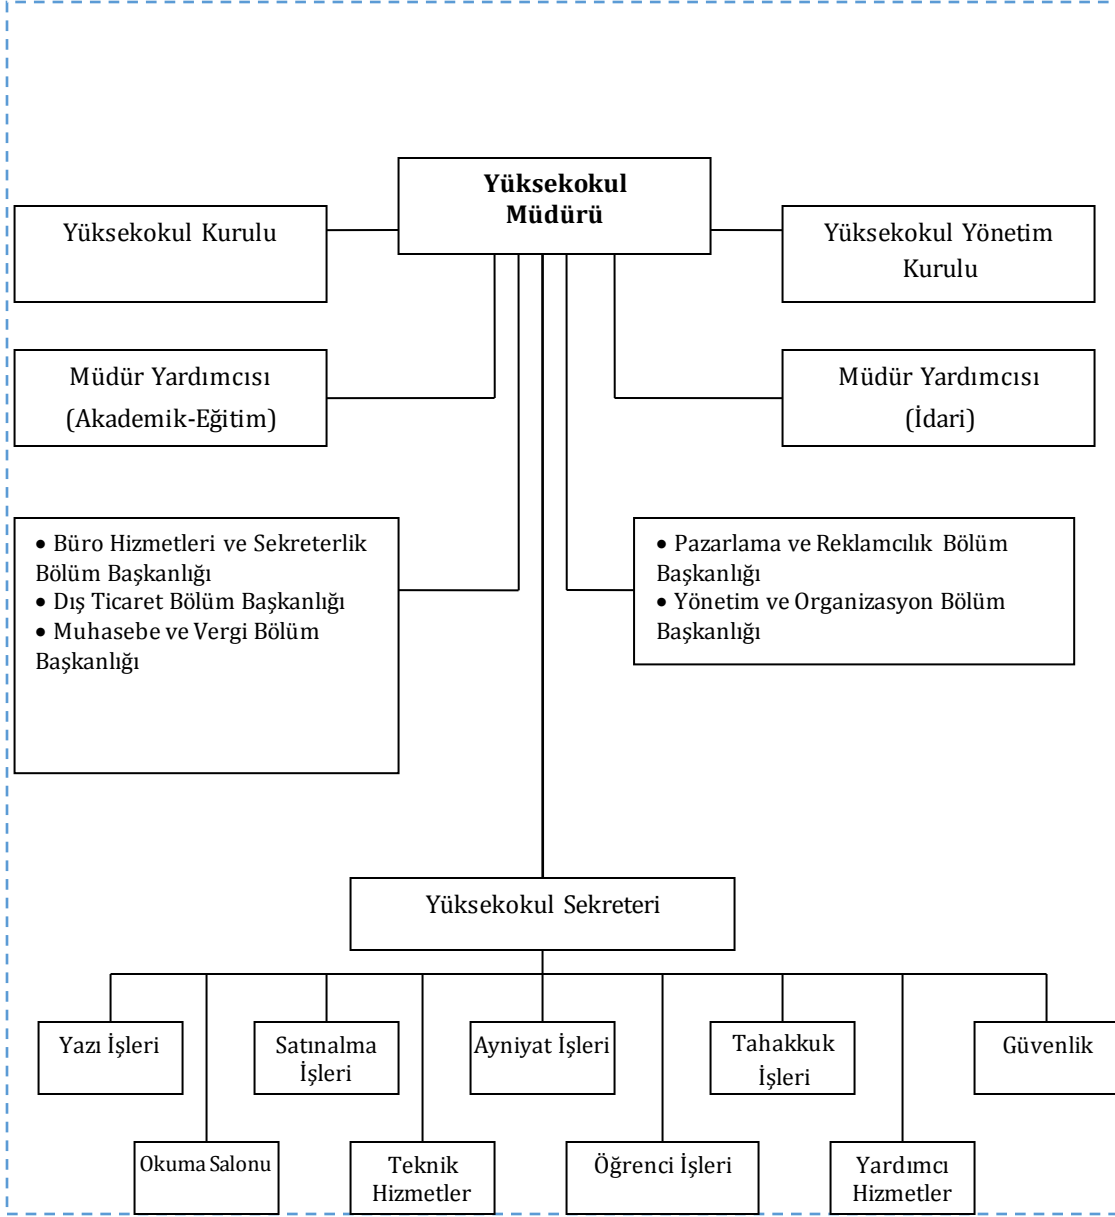 Yüksekokul
Müdürü
Yüksekokul Kurulu
Yüksekokul Yönetim
Kurulu
Müdür Yardımcısı
(Akademik-Eğitim)
Müdür Yardımcısı
(İdari)
• Büro Hizmetleri ve Sekreterlik
Bölüm Başkanlığı
• Dış Ticaret Bölüm Başkanlığı
• Muhasebe ve Vergi Bölüm
Başkanlığı
• Pazarlama ve Reklamcılık Bölüm
Başkanlığı
• Yönetim ve Organizasyon Bölüm
Başkanlığı
Yüksekokul Sekreteri
Yazı İşleri
Satınalma
İşleri
Ayniyat İşleri
Tahakkuk
İşleri
Güvenlik
Okuma Salonu
Teknik
Hizmetler
Öğrenci İşleri
Yardımcı
Hizmetler